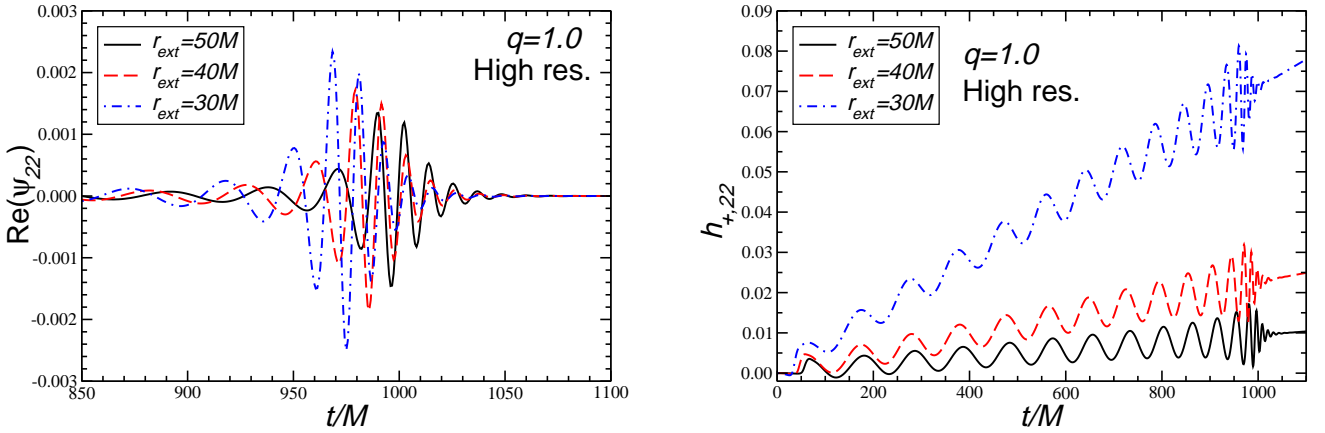 0.003
0.002
0.001
0.000
-0.001
-0.002
-0.003
Re(ψ22)
r_ext=50M
r_ext=40M
r_ext=30M
q=1.0
High res.
850 900 950 1000 1050 1100
t/M
0.09
0.08
0.07
0.06
0.05
0.04
0.03
0.02
0.01
0.00
h+,22
r_ext=50M
r_ext=40M
r_ext=30M
q=1.0
High res.
0 200 400 600 800 1000
t/M